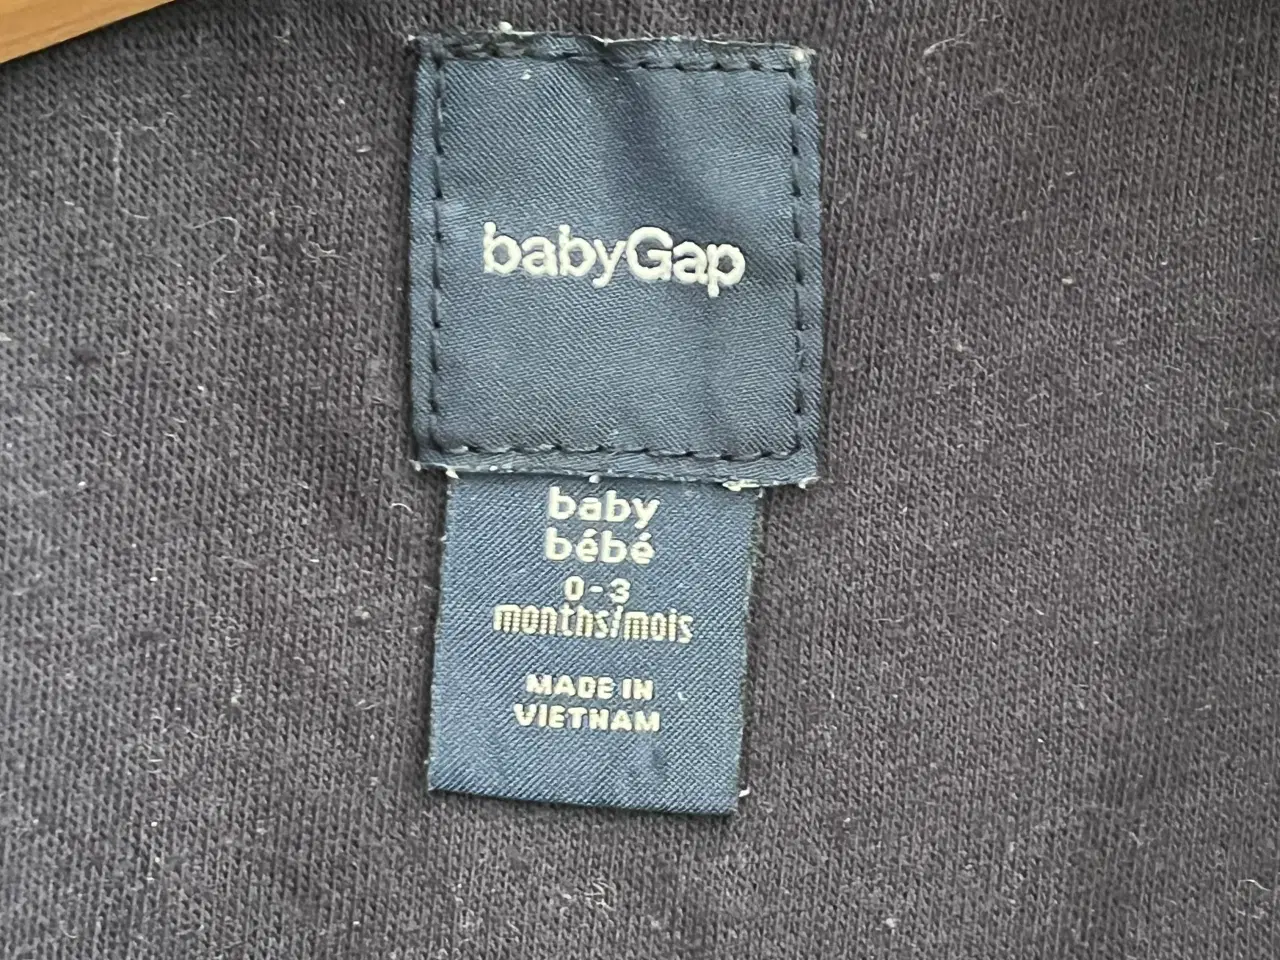 babyGap
baby
bébé
0-3
months/mois
MADE IN
VIETNAM